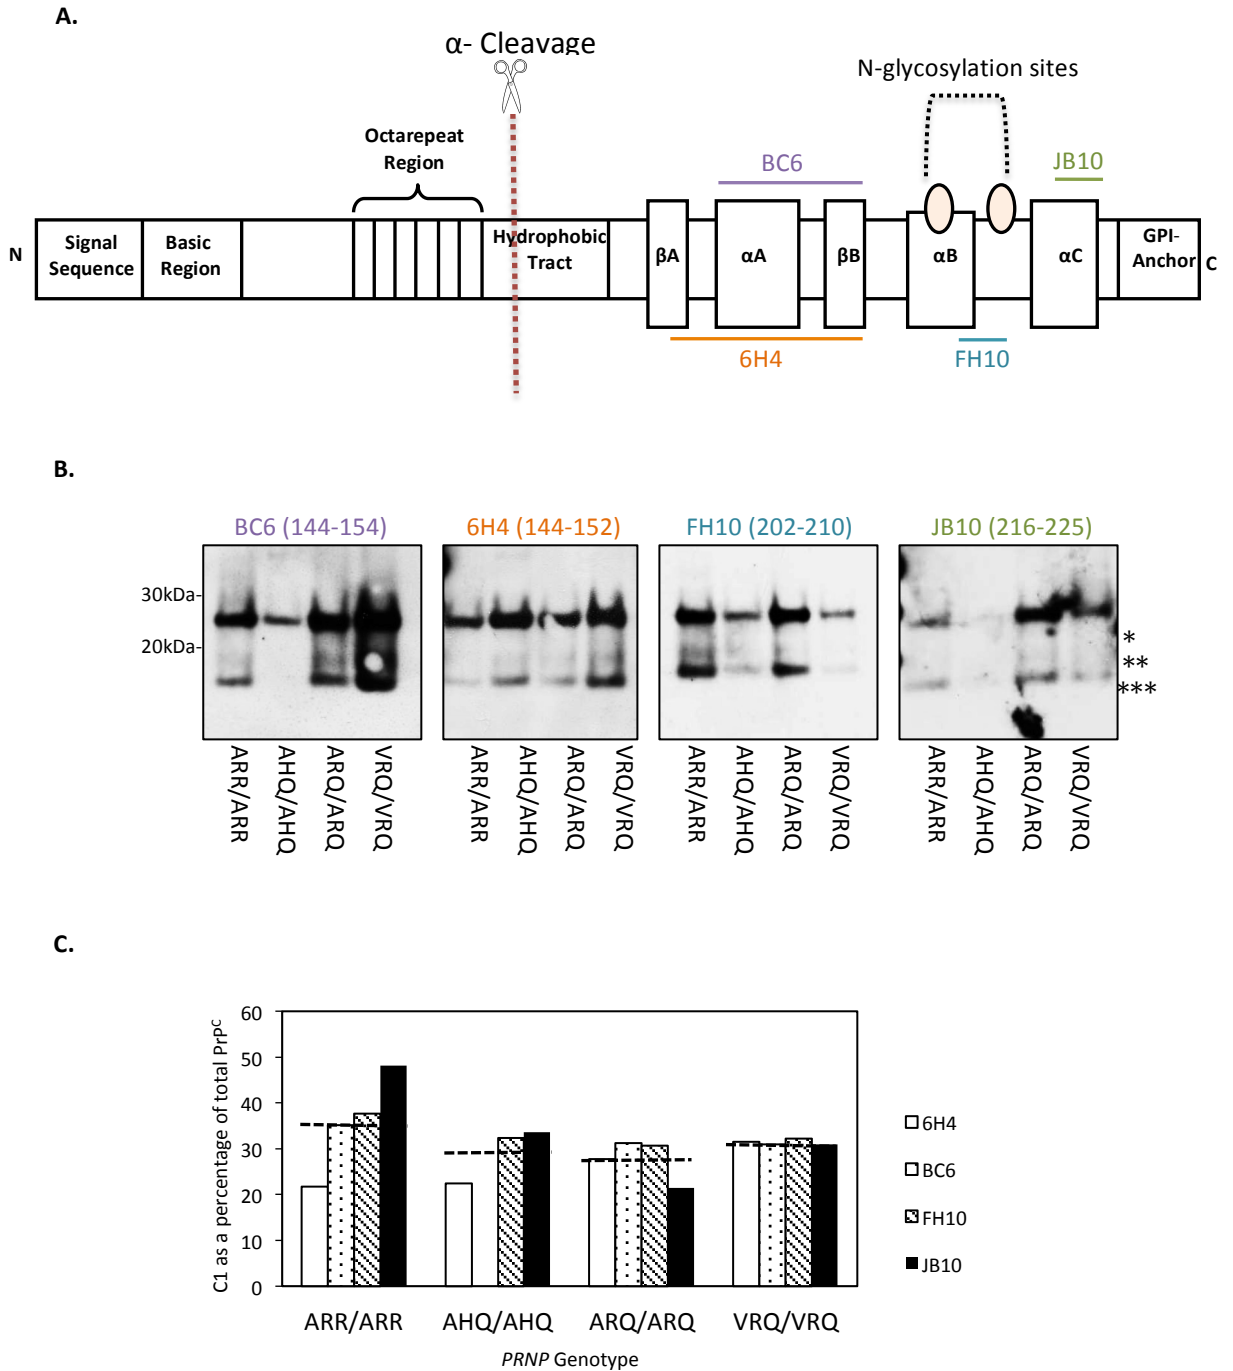 A.
α- Cleavage
N-glycosylation sites
Octarepeat
Region
BC6
JB10
N
Signal
Sequence
Basic
Region
Hydrophobic
Tract
βA
αA
βB
αB
αC
GPI-
Anchor
C
6H4
FH10
B.
BC6 (144-154)
6H4 (144-152)
FH10 (202-210)
JB10 (216-225)
30kDa-
20kDa-
*
**
***
ARR/ARR
AHQ/AHQ
ARQ/ARQ
VRQ/VRQ
ARR/ARR
AHQ/AHQ
ARQ/ARQ
VRQ/VRQ
ARR/ARR
AHQ/AHQ
ARQ/ARQ
VRQ/VRQ
ARR/ARR
AHQ/AHQ
ARQ/ARQ
VRQ/VRQ
C.
C1 as a percentage of total PrPᶜ
60
50
40
30
20
10
0
ARR/ARR
AHQ/AHQ
ARQ/ARQ
VRQ/VRQ
PRNP Genotype
6H4
BC6
FH10
JB10